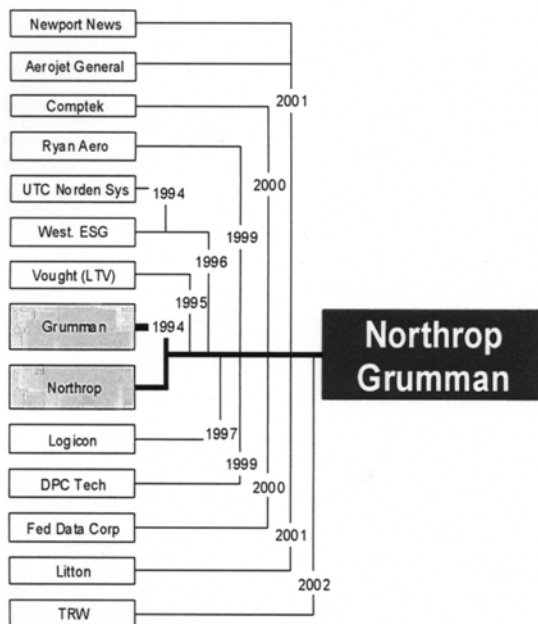 Newport News
Aerojet General
2001
Comptek
Ryan Aero
2000
UTC Norden Sys
1994
West. ESG
1999
1996
Vought (LTV)
1995
Grumman
1994
Northrop
Grumman
Northrop
Logicon
1997
1999
DPC Tech
2000
Fed Data Corp
2001
Litton
2002
TRW